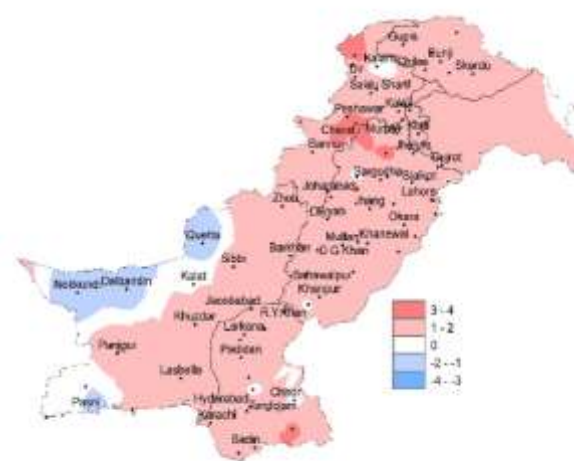 Gupis
Bunji
Skardu
Dir
Saidu Sharif
Peshawar
Kakul
Cherat
Bannu
Jhelum
Gujrat
Sargodha
Sialkot
Lahore
Zhob
Jhang
Okara
Quetta
Multan
Khanewal
Barkhan
D.G.Khan
Sibbi
Bahawalpur
Khanpur
Kalat
Nokkundi
Dalbandin
Jacobabad
R.Y.Khan
Khuzdar
Larkana
Panjgur
Padidan
Lasbella
Pasni
Hyderabad
Chhor
Karachi
Badin
3 - 4
1 - 2
0
-2 - -1
-4 - -3